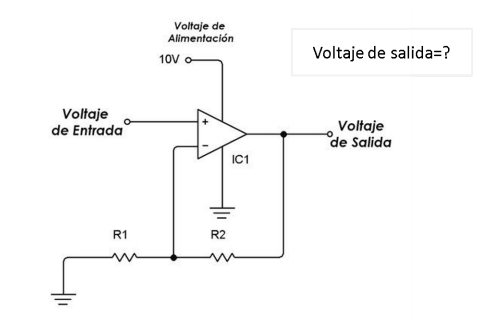 Voltaje de
Alimentación
10V
Voltaje de salida=?
Voltaje
de Entrada
+
-
IC1
Voltaje
de Salida
R1
R2